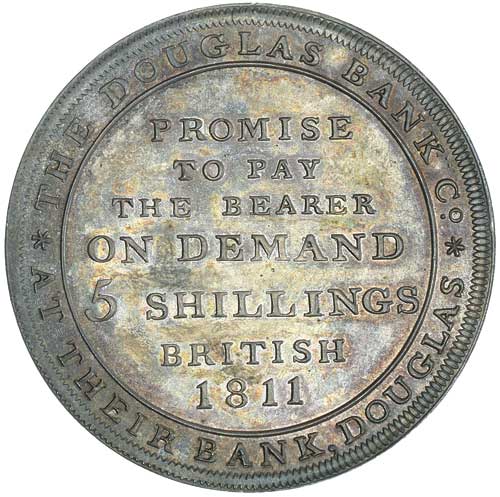 THE DOUGLAS BANK Co.
PROMISE
TO PAY
THE BEARER
ON DEMAND
5 SHILLINGS
BRITISH
1811
* AT THEIR BANK, DOUGLAS *